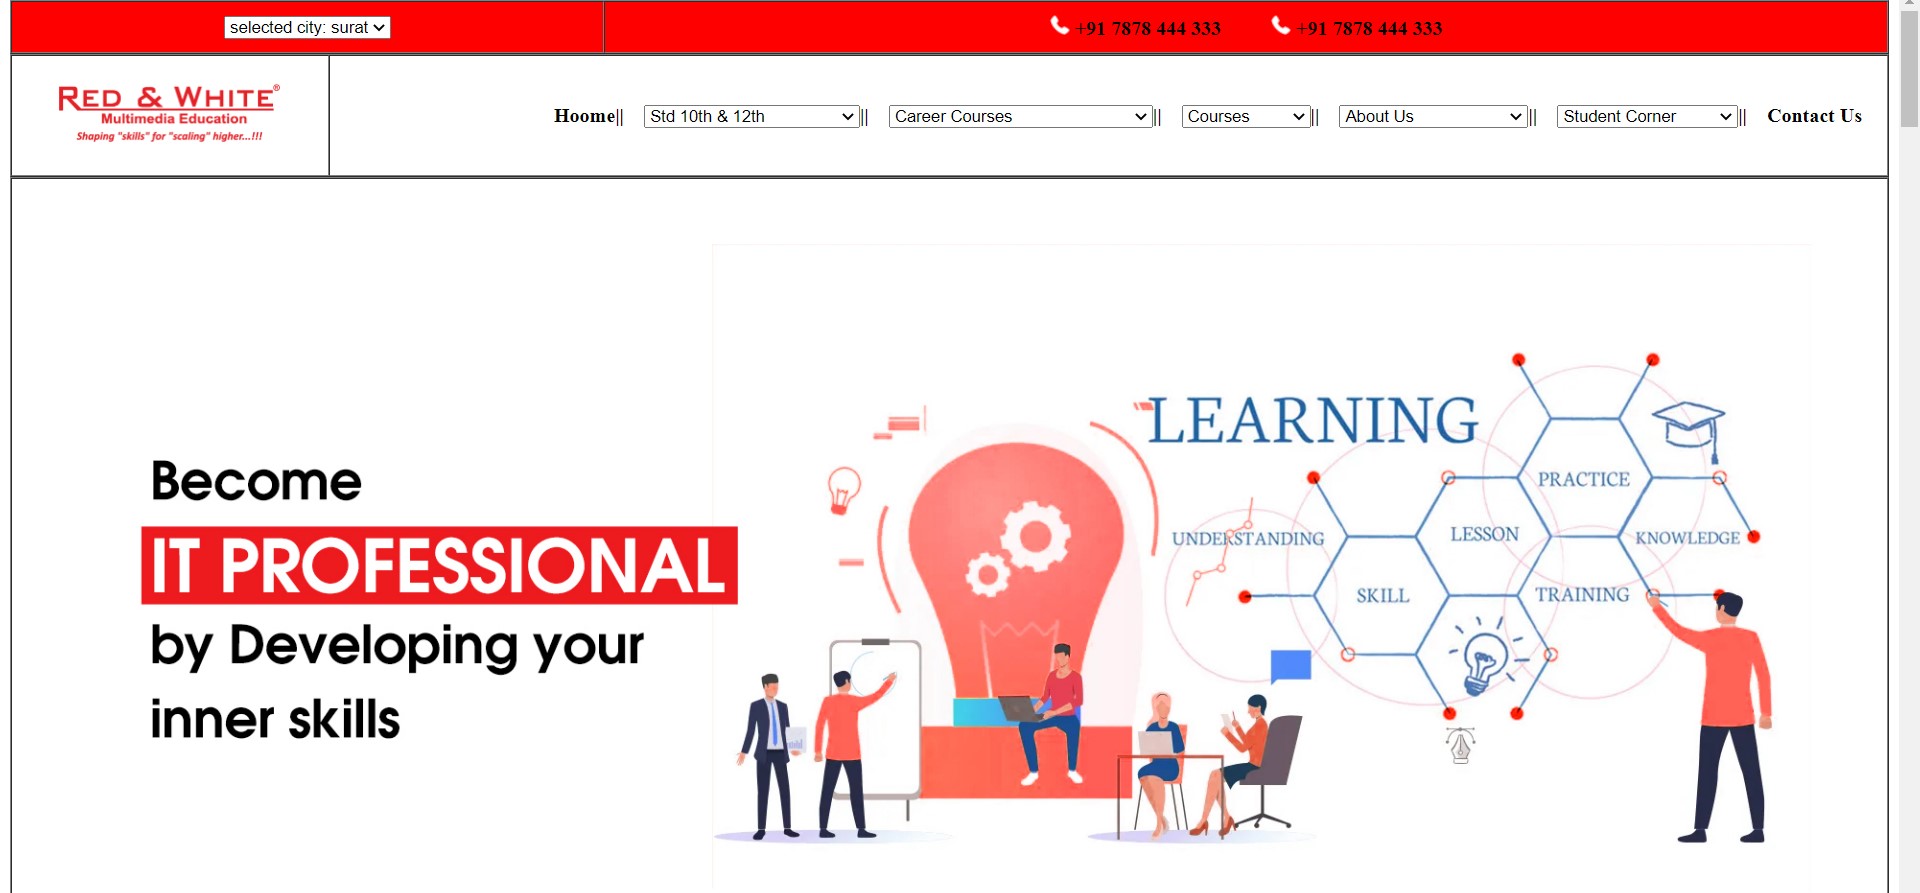 selected city: surat
+91 7878 444 333 +91 7878 444 333
RED & WHITE®
Multimedia Education
Shaping "skills" for "scaling" higher...!!!
Hoome|| Std 10th & 12th || Career Courses || Courses || About Us || Student Corner || Contact Us
LEARNING
Become
IT PROFESSIONAL
by Developing your
inner skills
PRACTICE
UNDERSTANDING LESSON KNOWLEDGE
SKILL TRAINING